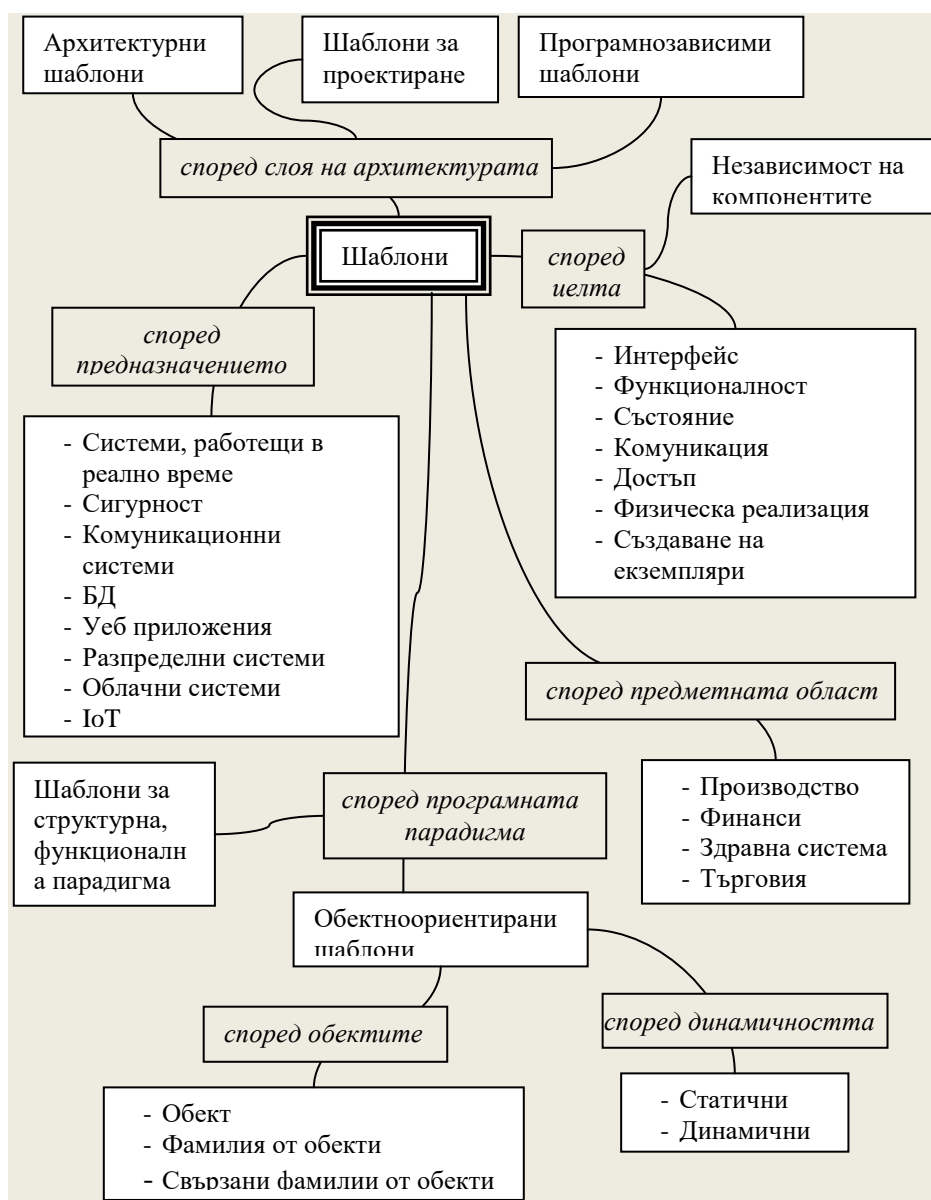 Архитектурни
шаблони
Шаблони за
проектиране
Програмнозависими
шаблони
според слоя на архитектурата
Независимост на
компонентите
Шаблони
според
целта
според
предназначението
- Интерфейс
- Функционалност
- Състояние
- Комуникация
- Достъп
- Физическа реализация
- Създаване на
екземпляри
- Системи, работещи в
реално време
- Сигурност
- Комуникационни
системи
- БД
- Уеб приложения
- Разпределни системи
- Облачни системи
- IoT
според предметната област
- Производство
- Финанси
- Здравна система
- Търговия
Шаблони за
структурна,
функционалн
а парадигма
според програмната
парадигма
Обектноориентирани
шаблони
според обектите
според динамичността
- Обект
- Фамилия от обекти
- Свързани фамилии от обекти
- Статични
- Динамични